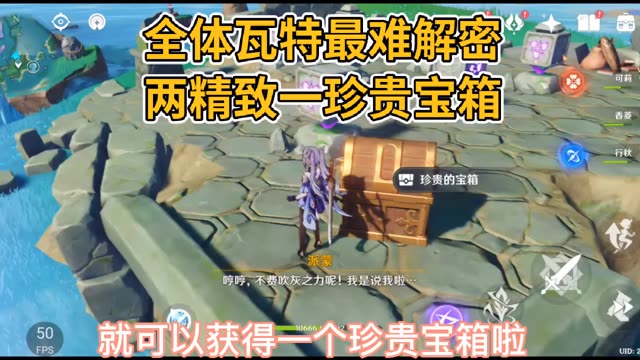 全体瓦特最难解密
两精致一珍贵宝箱
可莉
香菱
行秋
珍贵的宝箱
派蒙
哼哼，不费吹灰之力呢！我是说我啦…
50
FPS
就可以获得一个珍贵宝箱啦
UID: 2